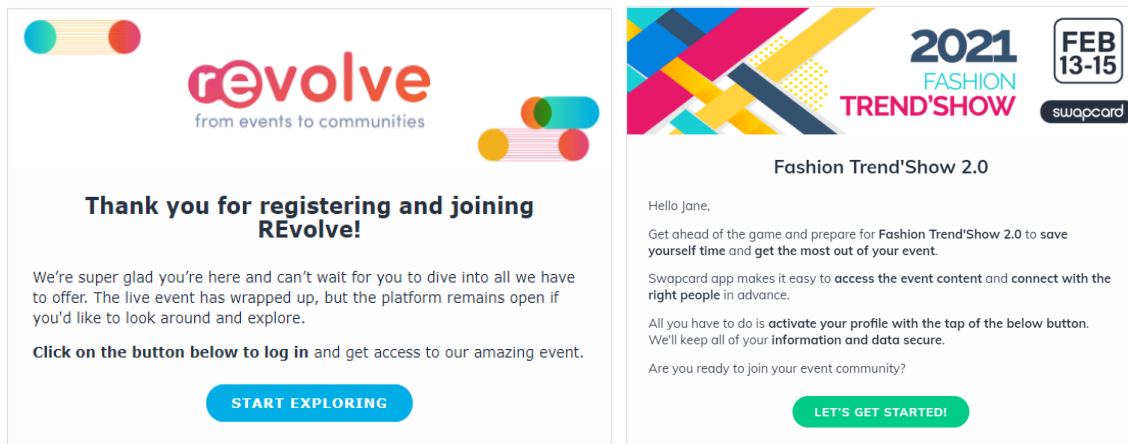 rEvolve
from events to communities
Thank you for registering and joining
REvolve!
We're super glad you're here and can't wait for you to dive into all we have
to offer. The live event has wrapped up, but the platform remains open if
you'd like to look around and explore.
Click on the button below to log in and get access to our amazing event.
START EXPLORING
2021
FASHION
TREND'SHOW
FEB
13-15
swapcard
Fashion Trend'Show 2.0
Hello Jane,
Get ahead of the game and prepare for Fashion Trend'Show 2.0 to save
yourself time and get the most out of your event.
Swapcard app makes it easy to access the event content and connect with the
right people in advance.
All you have to do is activate your profile with the tap of the below button.
We'll keep all of your information and data secure.
Are you ready to join your event community?
LET'S GET STARTED!